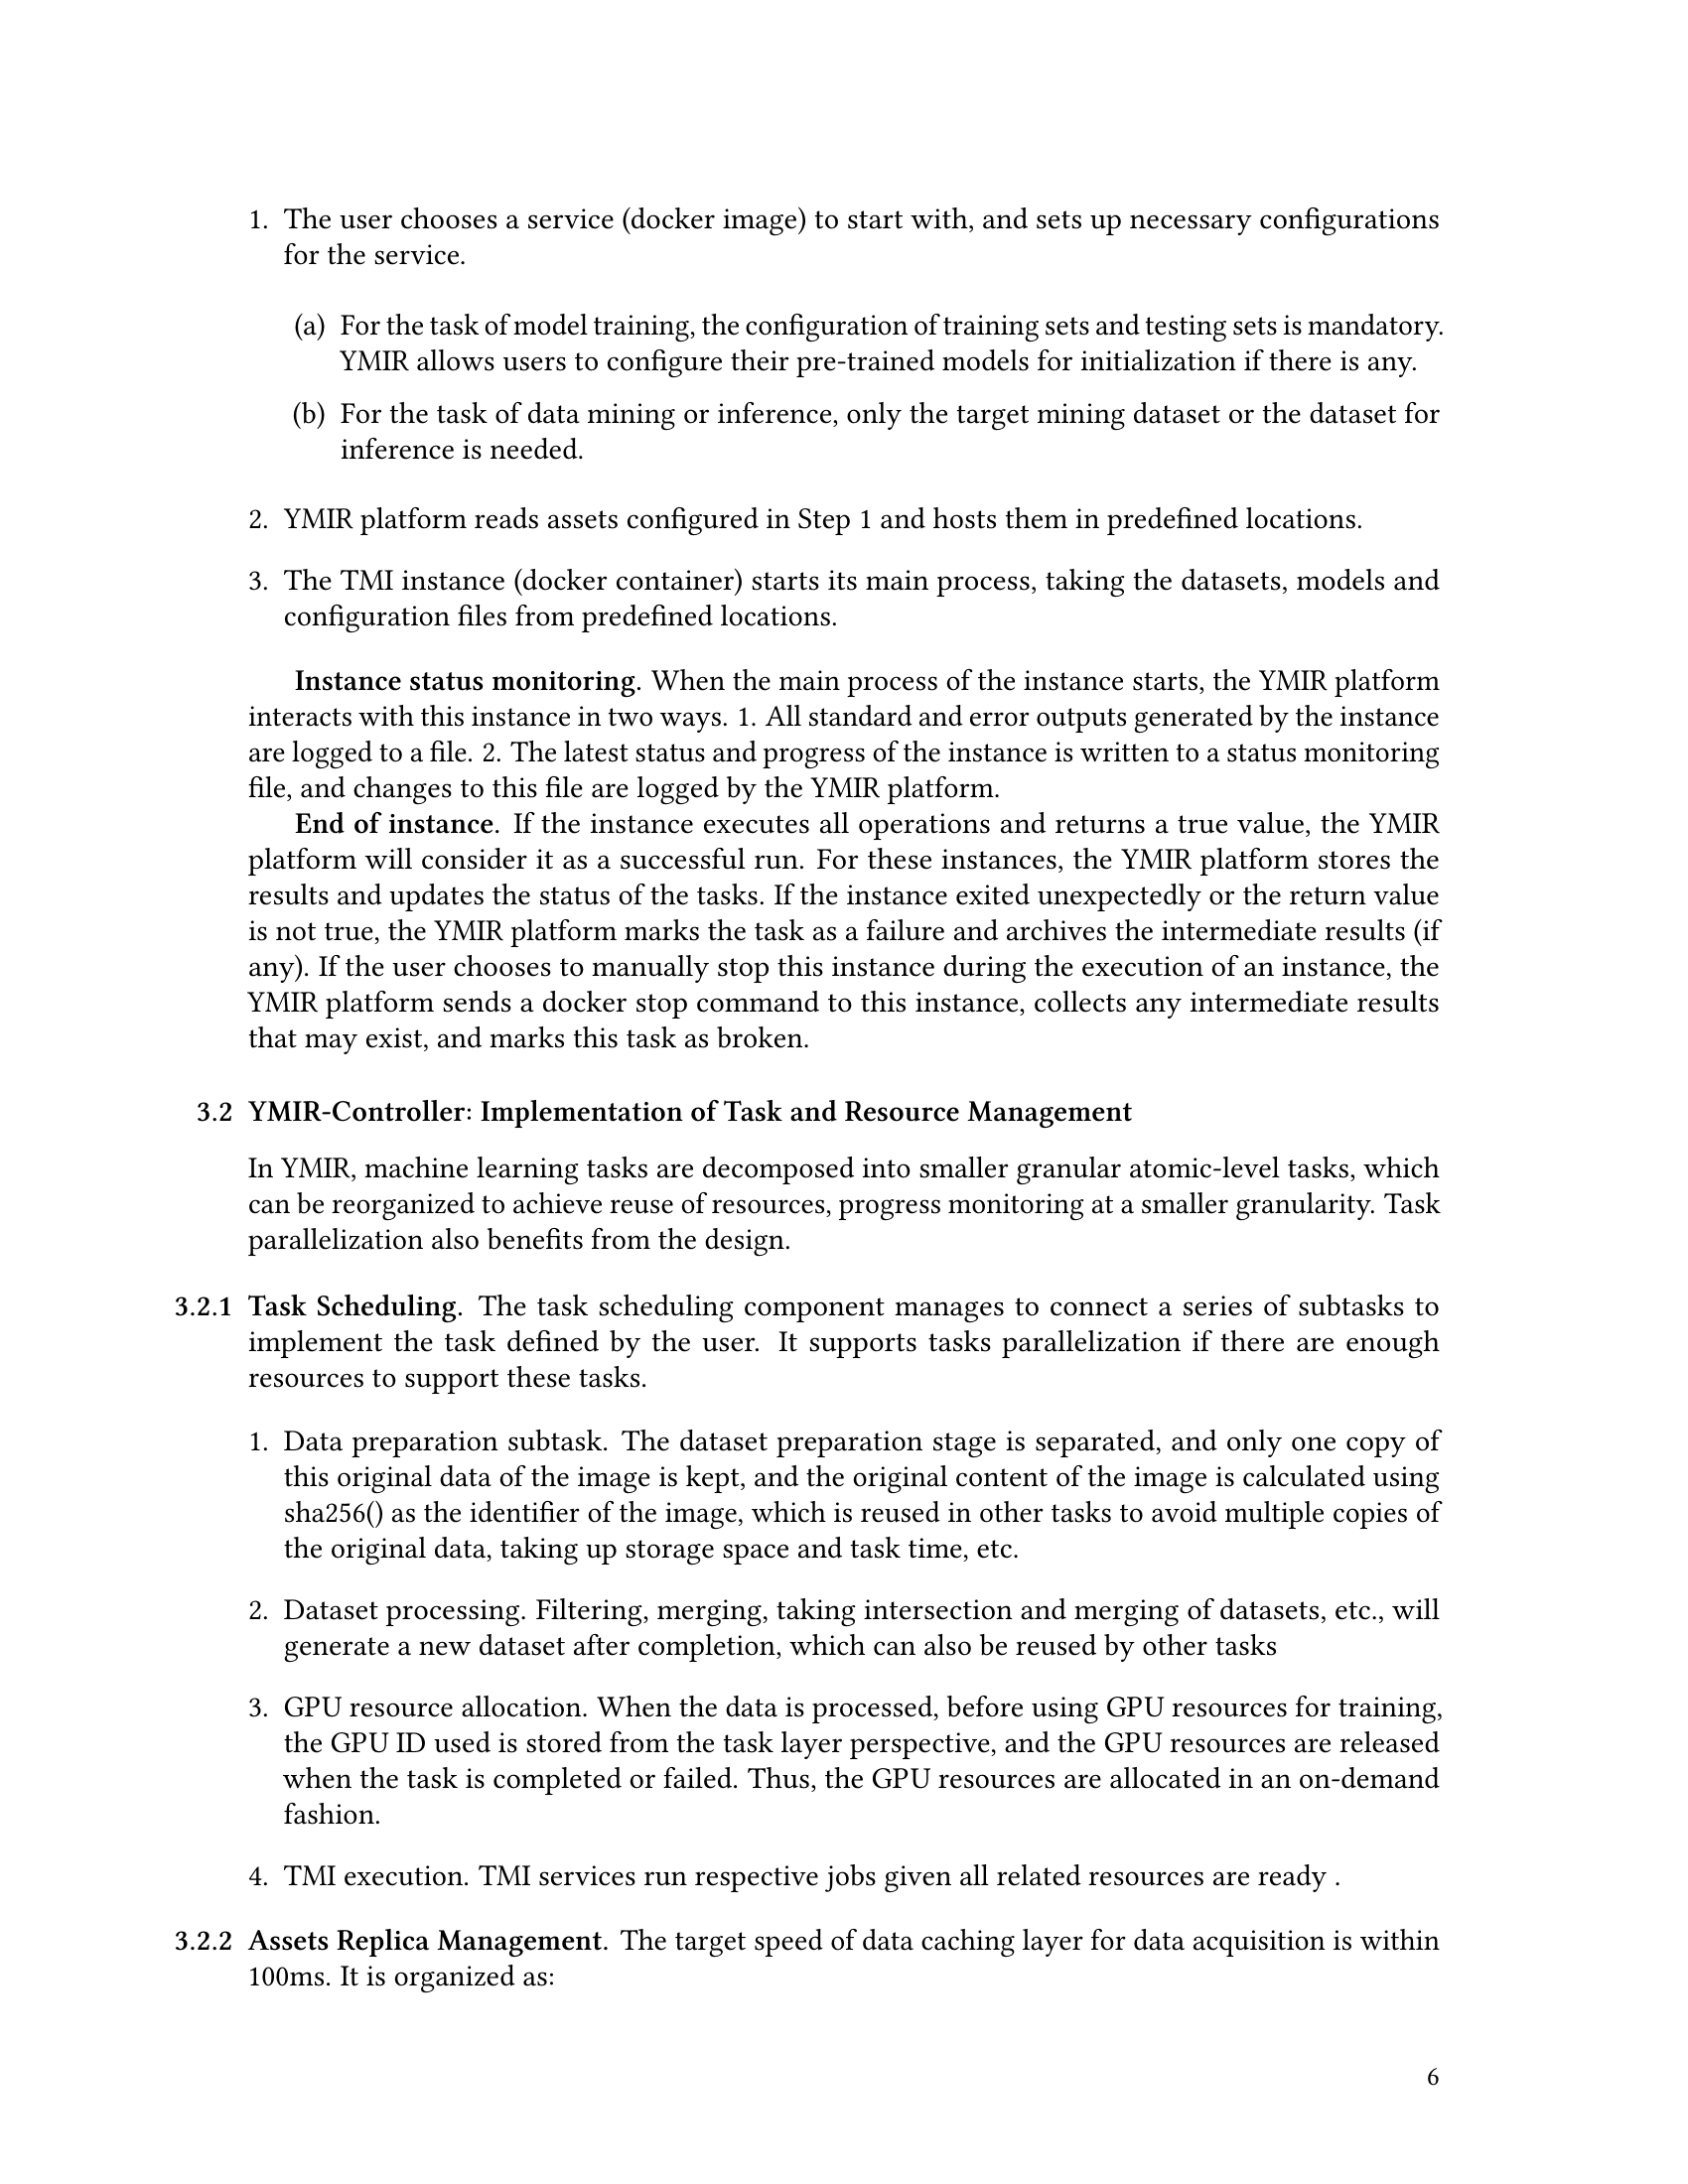 1. The user chooses a service (docker image) to start with, and sets up necessary configurations
for the service.
(a) For the task of model training, the configuration of training sets and testing sets is mandatory.
YMIR allows users to configure their pre-trained models for initialization if there is any.
(b) For the task of data mining or inference, only the target mining dataset or the dataset for
inference is needed.
2. YMIR platform reads assets configured in Step 1 and hosts them in predefined locations.
3. The TMI instance (docker container) starts its main process, taking the datasets, models and
configuration files from predefined locations.
Instance status monitoring. When the main process of the instance starts, the YMIR platform
interacts with this instance in two ways. 1. All standard and error outputs generated by the instance
are logged to a file. 2. The latest status and progress of the instance is written to a status monitoring
file, and changes to this file are logged by the YMIR platform.
End of instance. If the instance executes all operations and returns a true value, the YMIR
platform will consider it as a successful run. For these instances, the YMIR platform stores the
results and updates the status of the tasks. If the instance exited unexpectedly or the return value
is not true, the YMIR platform marks the task as a failure and archives the intermediate results (if
any). If the user chooses to manually stop this instance during the execution of an instance, the
YMIR platform sends a docker stop command to this instance, collects any intermediate results
that may exist, and marks this task as broken.
3.2 YMIR-Controller: Implementation of Task and Resource Management
In YMIR, machine learning tasks are decomposed into smaller granular atomic-level tasks, which
can be reorganized to achieve reuse of resources, progress monitoring at a smaller granularity. Task
parallelization also benefits from the design.
3.2.1 Task Scheduling. The task scheduling component manages to connect a series of subtasks to
implement the task defined by the user. It supports tasks parallelization if there are enough
resources to support these tasks.
1. Data preparation subtask. The dataset preparation stage is separated, and only one copy of
this original data of the image is kept, and the original content of the image is calculated using
sha256() as the identifier of the image, which is reused in other tasks to avoid multiple copies of
the original data, taking up storage space and task time, etc.
2. Dataset processing. Filtering, merging, taking intersection and merging of datasets, etc., will
generate a new dataset after completion, which can also be reused by other tasks
3. GPU resource allocation. When the data is processed, before using GPU resources for training,
the GPU ID used is stored from the task layer perspective, and the GPU resources are released
when the task is completed or failed. Thus, the GPU resources are allocated in an on-demand
fashion.
4. TMI execution. TMI services run respective jobs given all related resources are ready .
3.2.2 Assets Replica Management. The target speed of data caching layer for data acquisition is within
100ms. It is organized as:
6